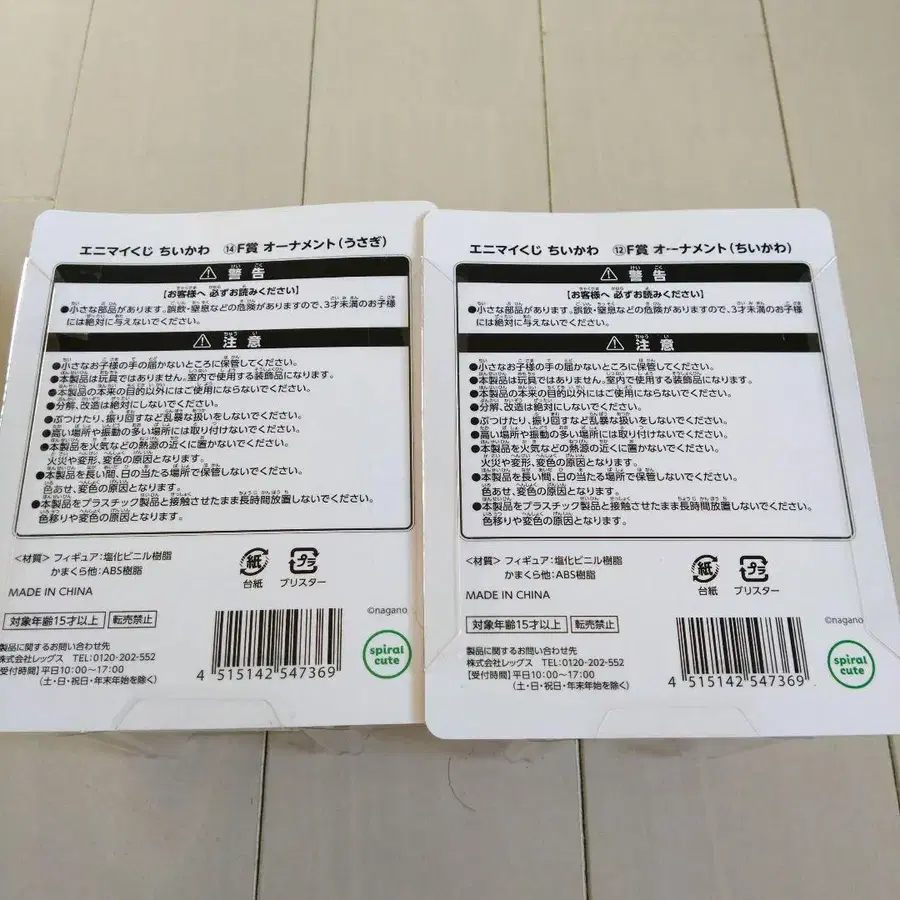 エニマイくじ ちいかわ ⑭F賞 オーナメント(うさぎ)
⚠ 警告
【お客様へ 必ずお読みください】
●小さな部品があります。誤飲・窒息などの危険がありますので、3才未満のお子様
には絶対に与えないでください。
⚠ 注意
●小さなお子様の手の届かないところに保管してください。
●本製品は玩具ではありません。室内で使用する装飾品になります。
●本製品の本来の目的以外にはご使用にならないでください。
●分解、改造は絶対にしないでください。
●ぶつけたり、振り回すなど乱暴な扱いをしないでください。
●高い場所や振動の多い場所には取り付けないでください。
●本製品を火気などの熱源の近くに置かないでください。
火災や変形、変色の原因となります。
●本製品を長い間、日の当たる場所で保管しないでください。
色あせ、変色の原因となります。
●本製品をプラスチック製品と接触させたまま長時間放置しないでください。
色移りや変色の原因となります。
<材質> フィギュア:塩化ビニル樹脂
かまくら他:ABS樹脂
紙 プラ
台紙 ブリスター
MADE IN CHINA
©nagano
対象年齢15才以上 転売禁止
製品に関するお問い合わせ先
株式会社レッグス TEL:0120-202-552
【受付時間】平日10:00〜17:00
(土・日・祝日・年末年始を除く)
4 515142 547369
spiral
cute
エニマイくじ ちいかわ ⑫F賞 オーナメント(ちいかわ)
⚠ 警告
【お客様へ 必ずお読みください】
●小さな部品があります。誤飲・窒息などの危険がありますので、3才未満のお子様
には絶対に与えないでください。
⚠ 注意
●小さなお子様の手の届かないところに保管してください。
●本製品は玩具ではありません。室内で使用する装飾品になります。
●本製品の本来の目的以外にはご使用にならないでください。
●分解、改造は絶対にしないでください。
●ぶつけたり、振り回すなど乱暴な扱いをしないでください。
●高い場所や振動の多い場所には取り付けないでください。
●本製品を火気などの熱源の近くに置かないでください。
火災や変形、変色の原因となります。
●本製品を長い間、日の当たる場所で保管しないでください。
色あせ、変色の原因となります。
●本製品をプラスチック製品と接触させたまま長時間放置しないでください。
色移りや変色の原因となります。
<材質> フィギュア:塩化ビニル樹脂
かまくら他:ABS樹脂
紙 プラ
台紙 ブリスター
MADE IN CHINA
©nagano
対象年齢15才以上 転売禁止
製品に関するお問い合わせ先
株式会社レッグス TEL:0120-202-552
【受付時間】平日10:00〜17:00
(土・日・祝日・年末年始を除く)
4 515142 547369
spiral
cute